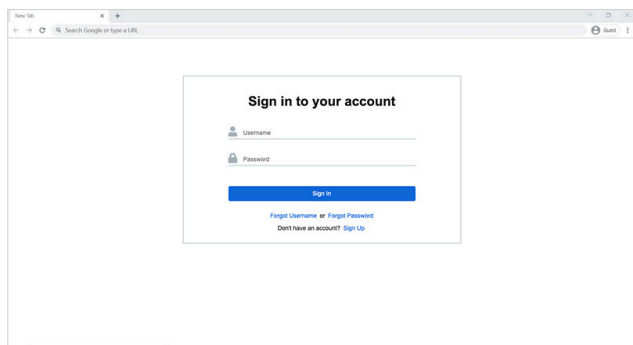 New Tab
Search Google or type a URL
Guest
Sign in to your account
Username
Password
Sign in
Forgot Username or Forgot Password
Don't have an account? Sign Up